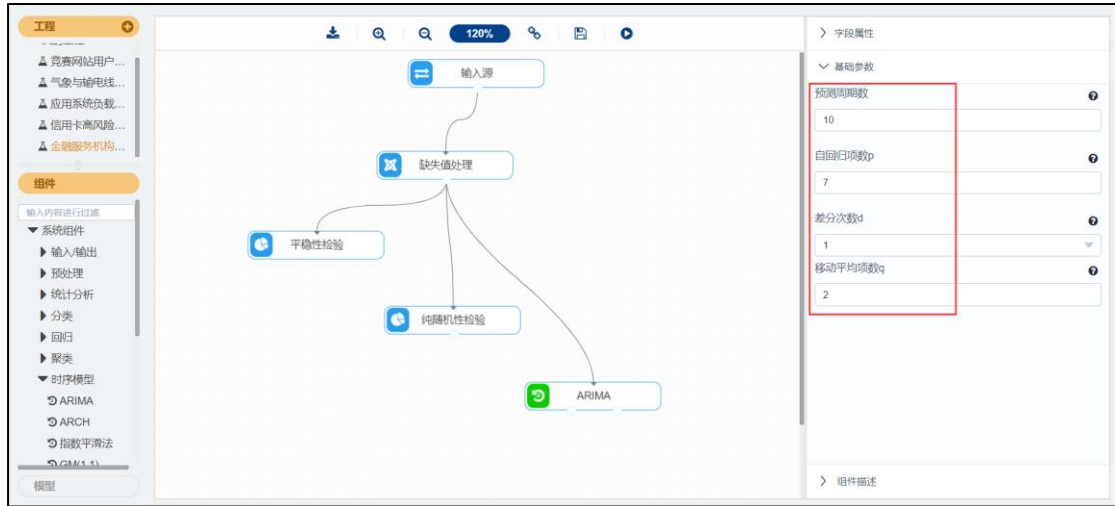 工程
竞赛网站用户...
气象与输电线...
应用系统负载...
信用卡高风险...
金融服务机构...
组件
输入内容进行过滤
系统组件
输入/输出
预处理
统计分析
分类
回归
聚类
时序模型
ARIMA
ARCH
指数平滑法
GM(1,1)
模型
120%
输入源
缺失值处理
平稳性检验
纯随机性检验
ARIMA
字段属性
基础参数
预测周期数
10
自回归项数p
7
差分次数d
1
移动平均项数q
2
组件描述